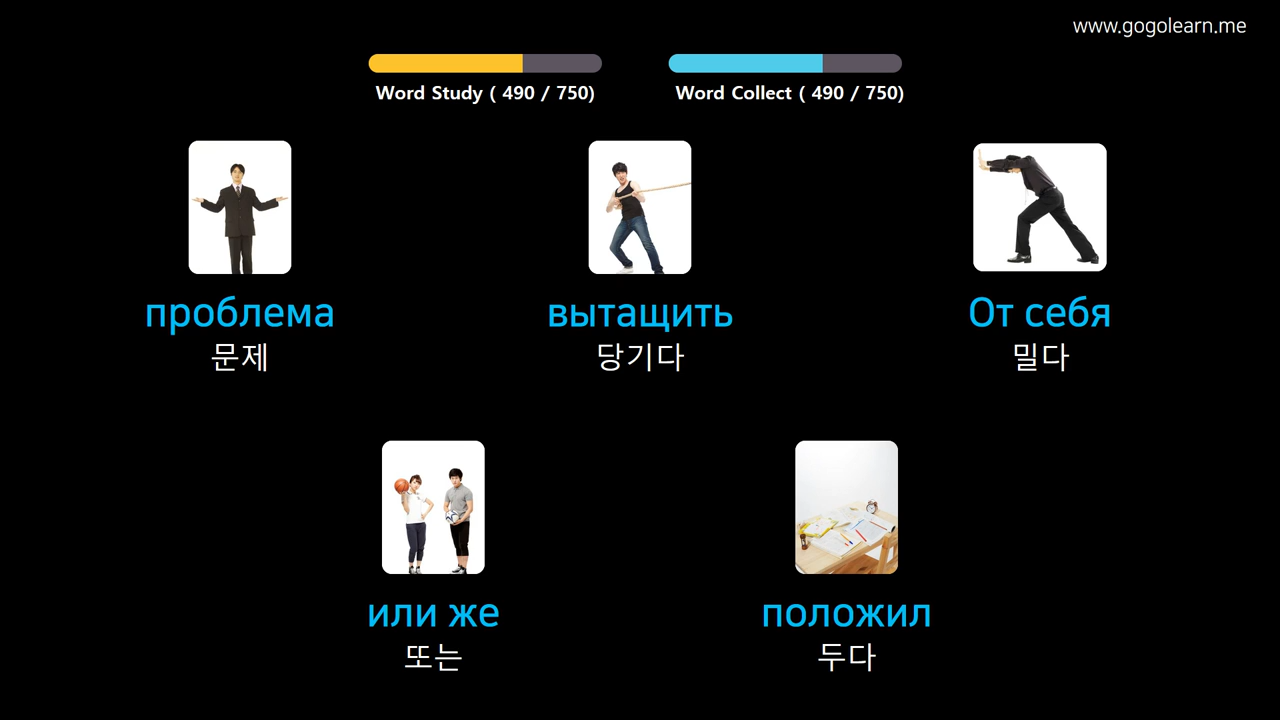 www.gogolearn.me
Word Study ( 490 / 750)
Word Collect ( 490 / 750)
проблема
문제
вытащить
당기다
От себя
밀다
или же
또는
положил
두다